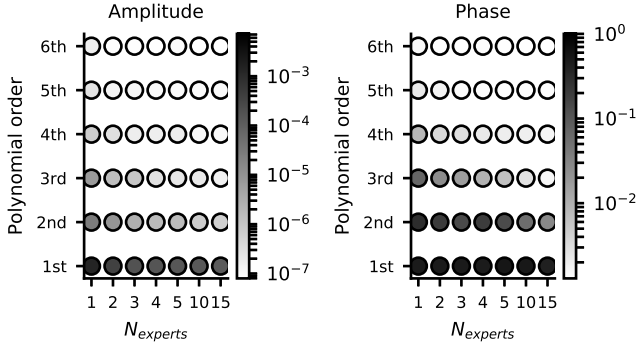 Amplitude
Polynomial order
6th
5th
4th
3rd
2nd
1st
1 2 3 4 5 10 15
N_experts
10^−3
10^−4
10^−5
10^−6
10^−7
Phase
Polynomial order
6th
5th
4th
3rd
2nd
1st
1 2 3 4 5 10 15
N_experts
10^0
10^−1
10^−2